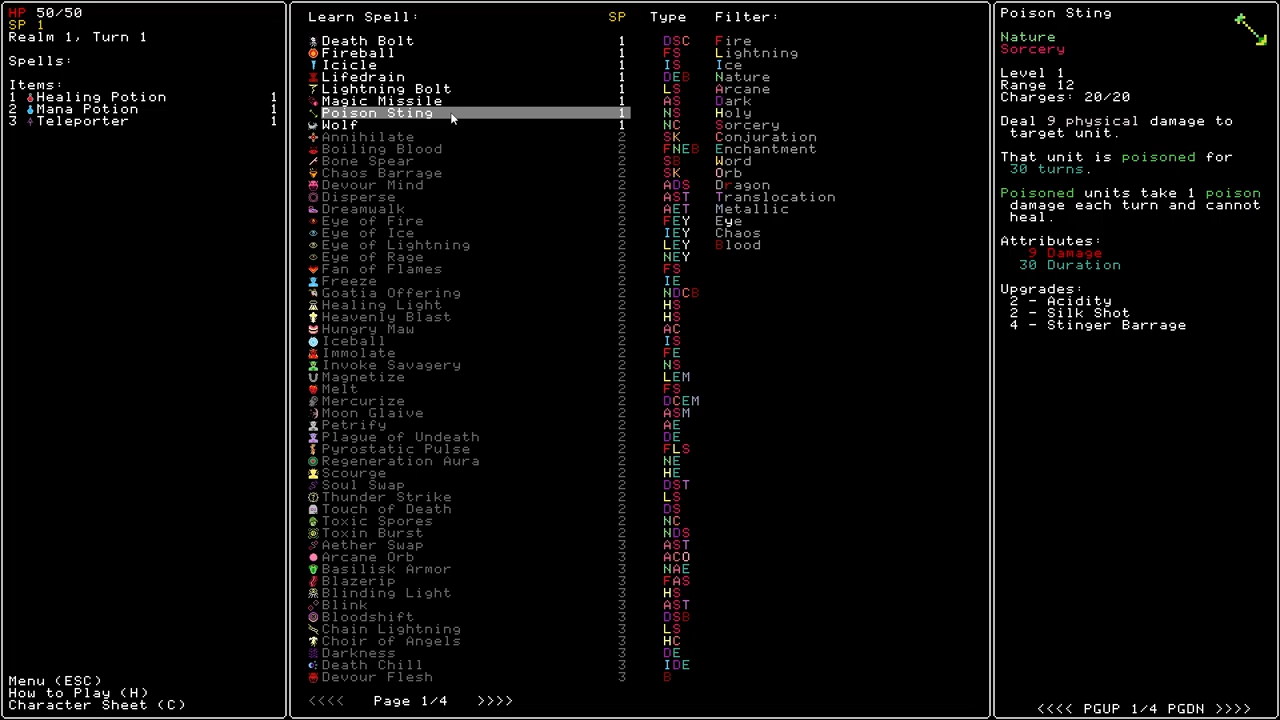 HP 50/50
SP 1
Realm 1, Turn 1
Spells:
Items:
1 Healing Potion 1
2 Mana Potion 1
3 Teleporter 1
Menu (ESC)
How to Play (H)
Character Sheet (C)
Learn Spell: SP Type Filter:
Death Bolt 1 DSC Fire
Fireball 1 FS Lightning
Icicle 1 IS Ice
Lifedrain 1 DEB Nature
Lightning Bolt 1 LS Arcane
Magic Missile 1 AS Dark
Poison Sting 1 NS Holy
Wolf 1 NC Sorcery
Annihilate 2 SK Conjuration
Boiling Blood 2 FNEB Enchantment
Bone Spear 2 SB Word
Chaos Barrage 2 SK Orb
Devour Mind 2 ADS Dragon
Disperse 2 AST Translocation
Dreamwalk 2 AET Metallic
Eye of Fire 2 FEY Eye
Eye of Ice 2 IEY Chaos
Eye of Lightning 2 LEY Blood
Eye of Rage 2 NEY
Fan of Flames 2 FS
Freeze 2 IE
Goatia Offering 2 NDCB
Healing Light 2 HS
Heavenly Blast 2 HS
Hungry Maw 2 AC
Iceball 2 IS
Immolate 2 FE
Invoke Savagery 2 NS
Magnetize 2 LEM
Melt 2 FS
Mercurize 2 DCEM
Moon Glaive 2 ASM
Petrify 2 AE
Plague of Undeath 2 DE
Pyrostatic Pulse 2 FLS
Regeneration Aura 2 NE
Scourge 2 HE
Soul Swap 2 DST
Thunder Strike 2 LS
Touch of Death 2 DS
Toxic Spores 2 NC
Toxin Burst 2 NDS
Aether Swap 3 AST
Arcane Orb 3 ACO
Basilisk Armor 3 NAE
Blazerip 3 FAS
Blinding Light 3 HS
Blink 3 AST
Bloodshift 3 DSB
Chain Lightning 3 LS
Choir of Angels 3 HC
Darkness 3 DE
Death Chill 3 IDE
Devour Flesh 3 B
<<<< Page 1/4 >>>>
Poison Sting
Nature
Sorcery
Level 1
Range 12
Charges: 20/20
Deal 9 physical damage to
target unit.
That unit is poisoned for
30 turns.
Poisoned units take 1 poison
damage each turn and cannot
heal.
Attributes:
9 Damage
30 Duration
Upgrades:
2 - Acidity
2 - Silk Shot
4 - Stinger Barrage
<<<< PGUP 1/4 PGDN >>>>